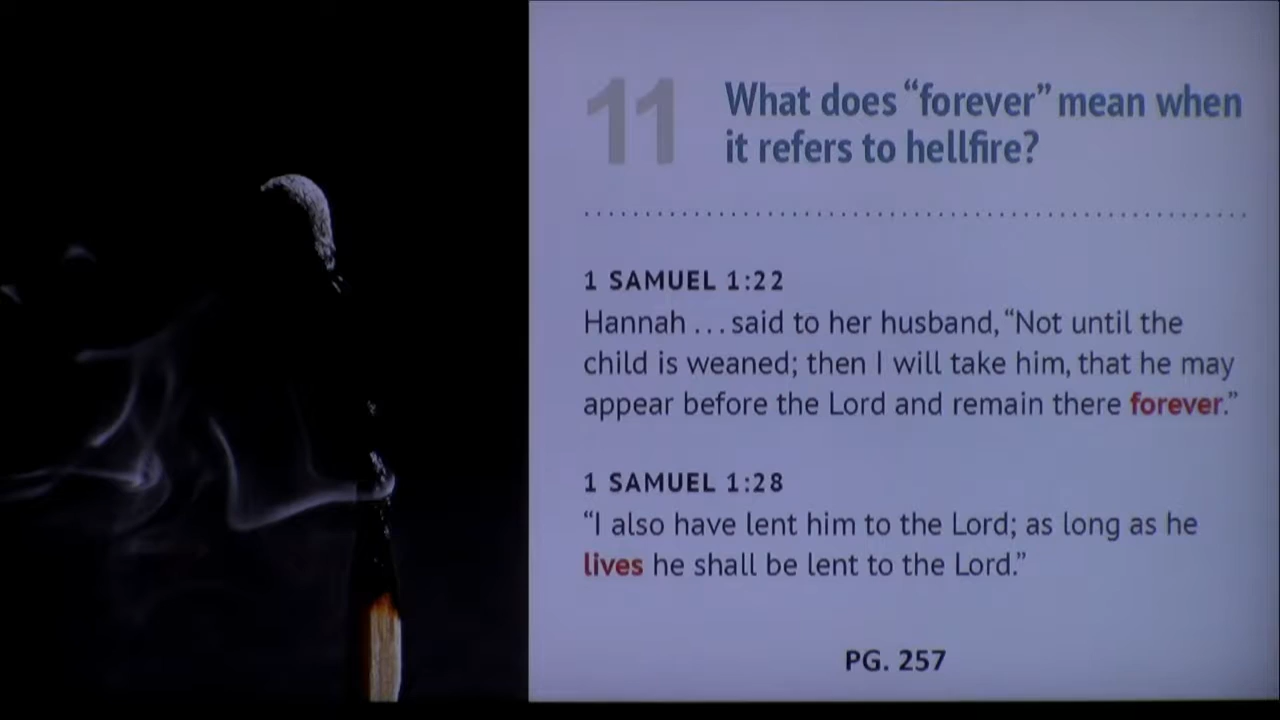 11
What does “forever” mean when
it refers to hellfire?
1 SAMUEL 1:22
Hannah . . . said to her husband, “Not until the
child is weaned; then I will take him, that he may
appear before the Lord and remain there forever.”
1 SAMUEL 1:28
“I also have lent him to the Lord; as long as he
lives he shall be lent to the Lord.”
PG. 257